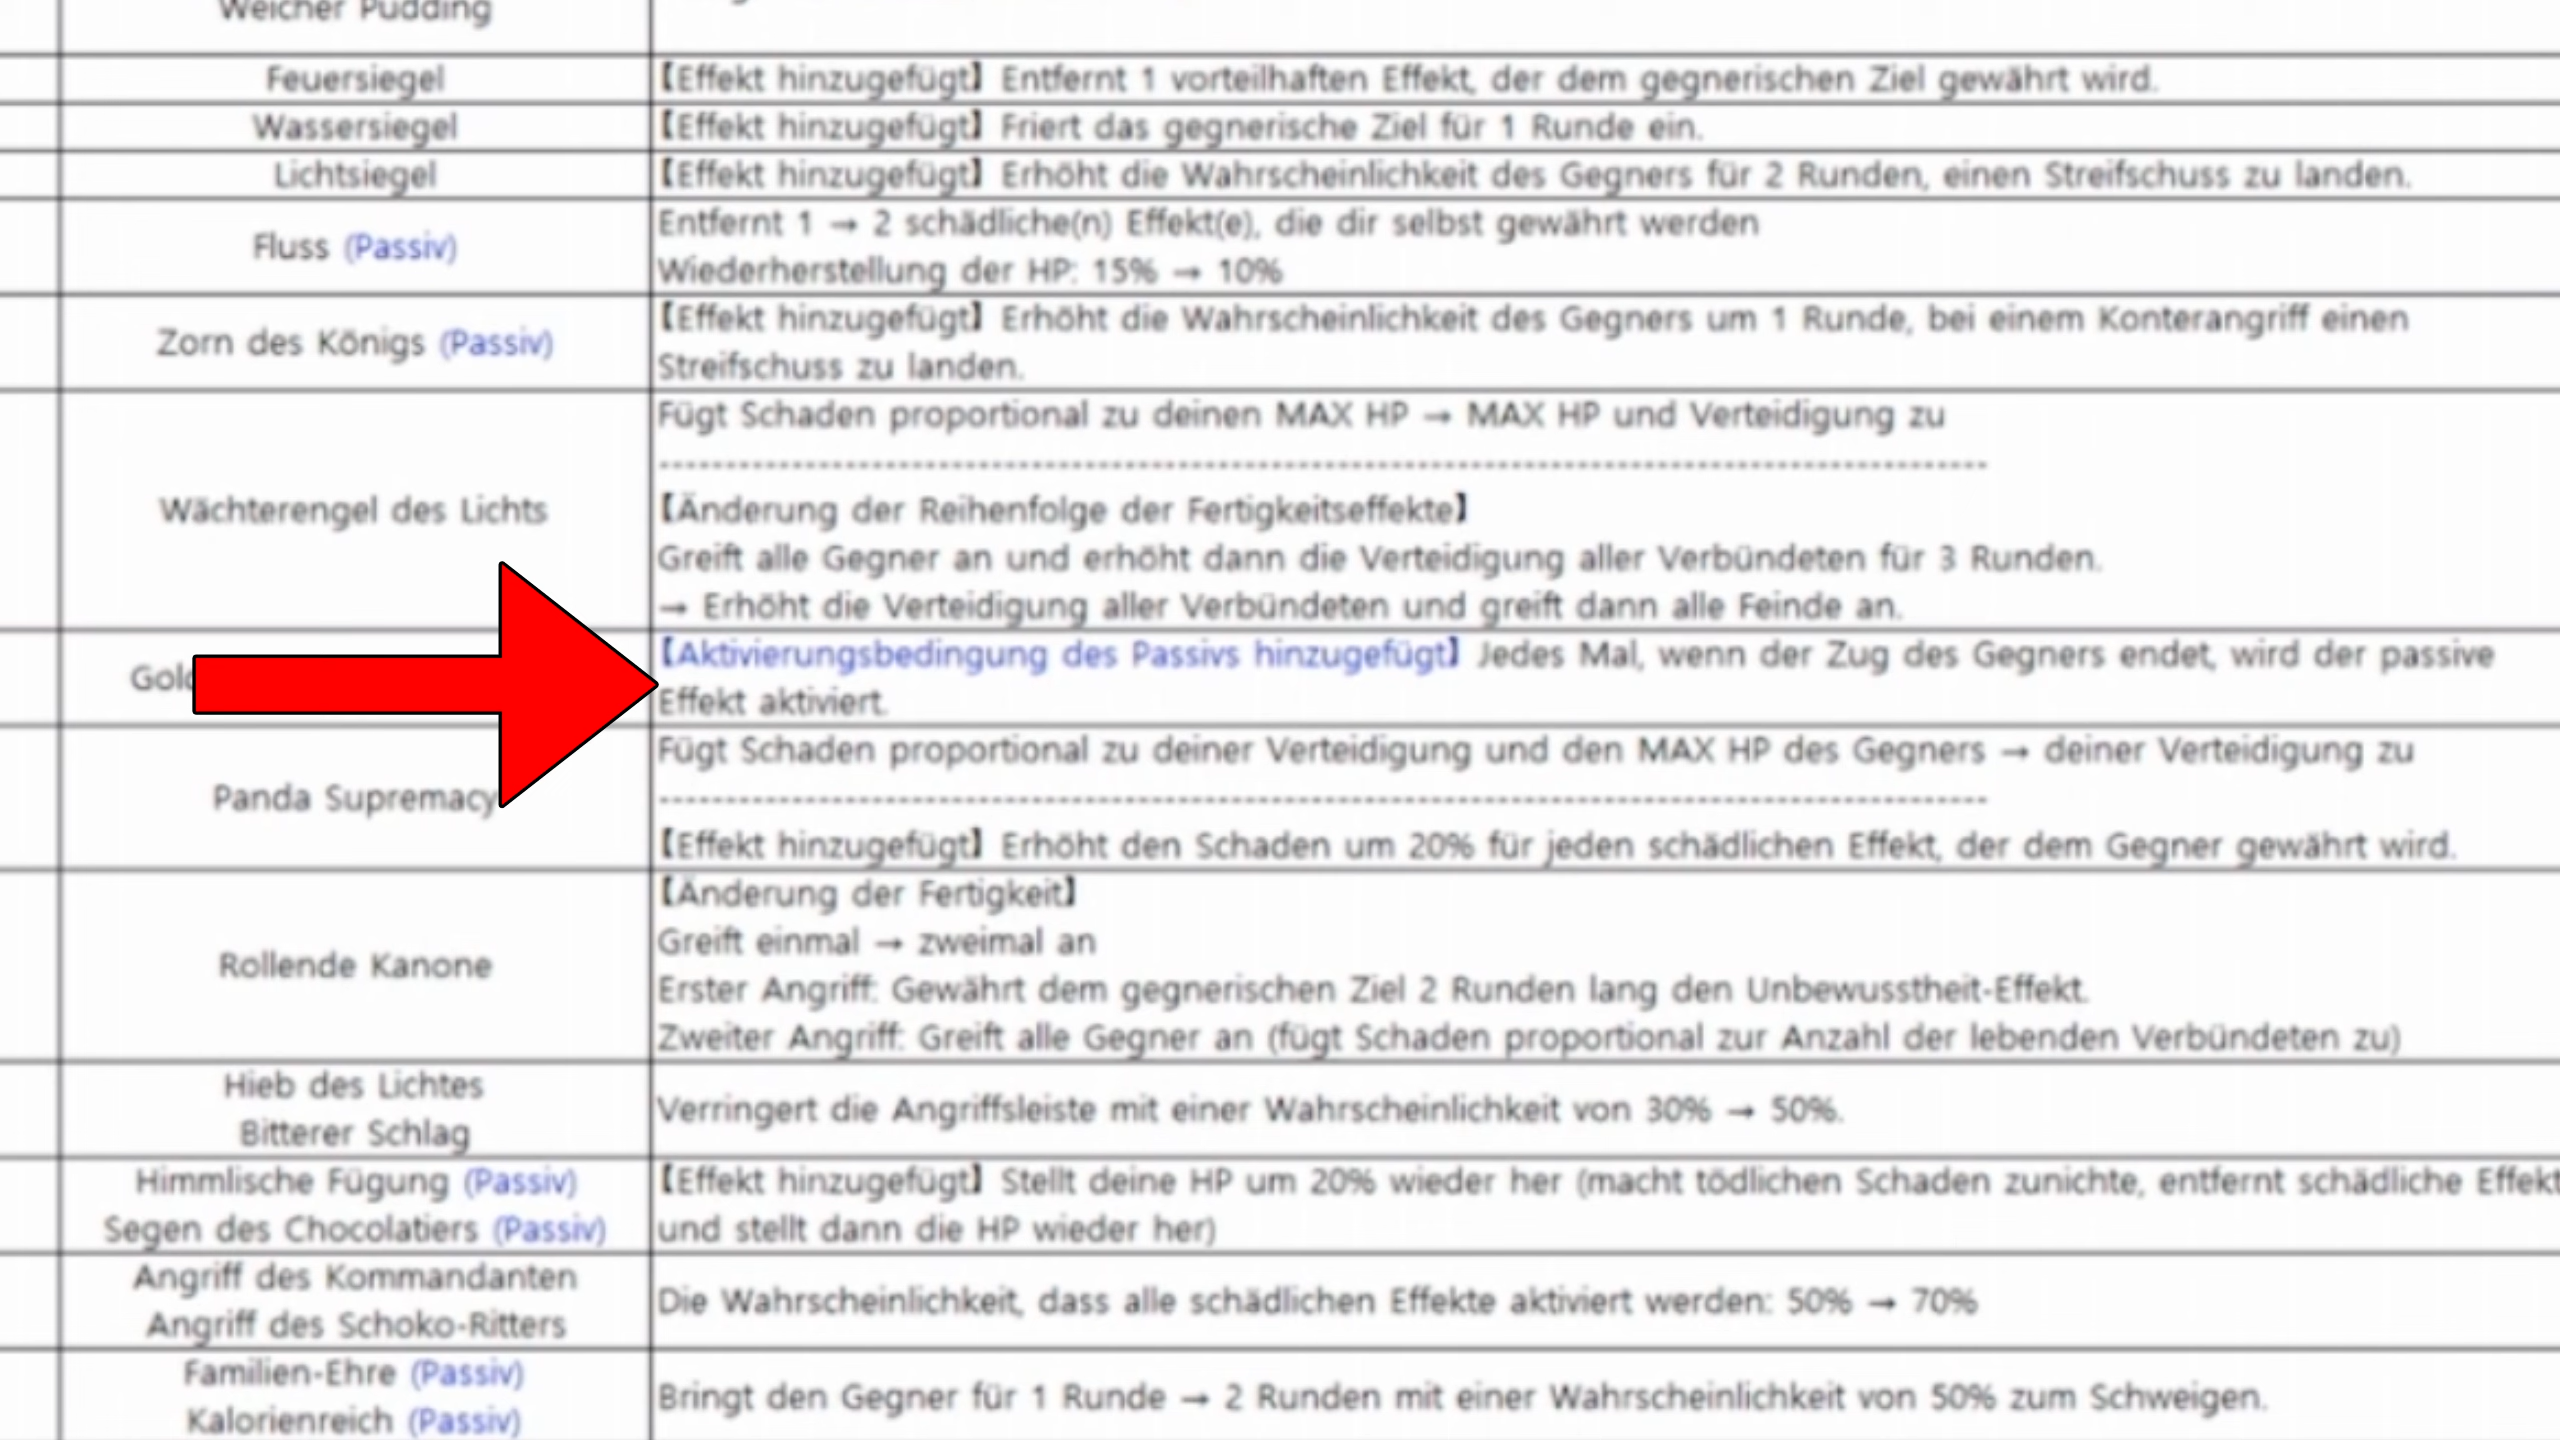 Weicher Pudding
Feuersiegel
【Effekt hinzugefügt】 Entfernt 1 vorteilhaften Effekt, der dem gegnerischen Ziel gewährt wird.
Wassersiegel
【Effekt hinzugefügt】 Friert das gegnerische Ziel für 1 Runde ein.
Lichtsiegel
【Effekt hinzugefügt】 Erhöht die Wahrscheinlichkeit des Gegners für 2 Runden, einen Streifschuss zu landen.
Fluss (Passiv)
Entfernt 1 → 2 schädliche(n) Effekt(e), die dir selbst gewährt werden
Wiederherstellung der HP: 15% → 10%
Zorn des Königs (Passiv)
【Effekt hinzugefügt】 Erhöht die Wahrscheinlichkeit des Gegners um 1 Runde, bei einem Konterangriff einen
Streifschuss zu landen.
Wächterengel des Lichts
Fügt Schaden proportional zu deinen MAX HP → MAX HP und Verteidigung zu
【Änderung der Reihenfolge der Fertigkeitseffekte】
Greift alle Gegner an und erhöht dann die Verteidigung aller Verbündeten für 3 Runden.
→ Erhöht die Verteidigung aller Verbündeten und greift dann alle Feinde an.
【Aktivierungsbedingung des Passivs hinzugefügt】 Jedes Mal, wenn der Zug des Gegners endet, wird der passive
Effekt aktiviert.
Panda Supremacy
Fügt Schaden proportional zu deiner Verteidigung und den MAX HP des Gegners → deiner Verteidigung zu
【Effekt hinzugefügt】 Erhöht den Schaden um 20% für jeden schädlichen Effekt, der dem Gegner gewährt wird.
Rollende Kanone
【Änderung der Fertigkeit】
Greift einmal → zweimal an
Erster Angriff: Gewährt dem gegnerischen Ziel 2 Runden lang den Unbewusstheit-Effekt.
Zweiter Angriff: Greift alle Gegner an (fügt Schaden proportional zur Anzahl der lebenden Verbündeten zu)
Hieb des Lichtes
Bitterer Schlag
Verringert die Angriffsleiste mit einer Wahrscheinlichkeit von 30% → 50%.
Himmlische Fügung (Passiv)
Segen des Chocolatiers (Passiv)
【Effekt hinzugefügt】 Stellt deine HP um 20% wieder her (macht tödlichen Schaden zunichte, entfernt schädliche Effekt
und stellt dann die HP wieder her)
Angriff des Kommandanten
Angriff des Schoko-Ritters
Die Wahrscheinlichkeit, dass alle schädlichen Effekte aktiviert werden: 50% → 70%
Familien-Ehre (Passiv)
Kalorienreich (Passiv)
Bringt den Gegner für 1 Runde → 2 Runden mit einer Wahrscheinlichkeit von 50% zum Schweigen.